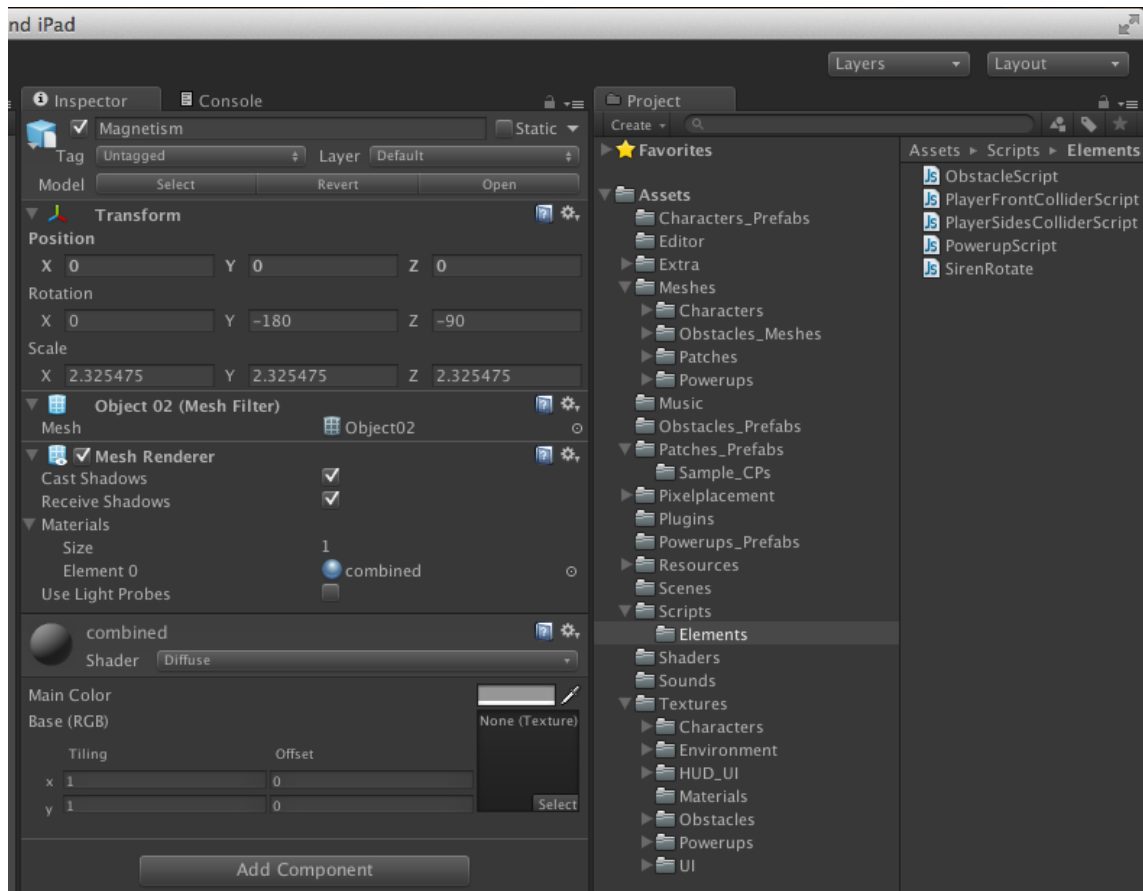 nd iPad
Layers
Layout
Inspector
Console
Magnetism
Static
Tag Untagged
Layer Default
Model Select Revert Open
Transform
Position
X 0 Y 0 Z 0
Rotation
X 0 Y -180 Z -90
Scale
X 2.325475 Y 2.325475 Z 2.325475
Object 02 (Mesh Filter)
Mesh Object02
Mesh Renderer
Cast Shadows
Receive Shadows
Materials
Size 1
Element 0 combined
Use Light Probes
combined
Shader Diffuse
Main Color
Base (RGB)
None (Texture)
Tiling Offset
x 1 0
y 1 0
Select
Add Component
Project
Create
Favorites
Assets
Characters_Prefabs
Editor
Extra
Meshes
Characters
Obstacles_Meshes
Patches
Powerups
Music
Obstacles_Prefabs
Patches_Prefabs
Sample_CPs
Pixelplacement
Plugins
Powerups_Prefabs
Resources
Scenes
Scripts
Elements
Shaders
Sounds
Textures
Characters
Environment
HUD_UI
Materials
Obstacles
Powerups
UI
Assets Scripts Elements
Js ObstacleScript
Js PlayerFrontColliderScript
Js PlayerSidesColliderScript
Js PowerupScript
Js SirenRotate